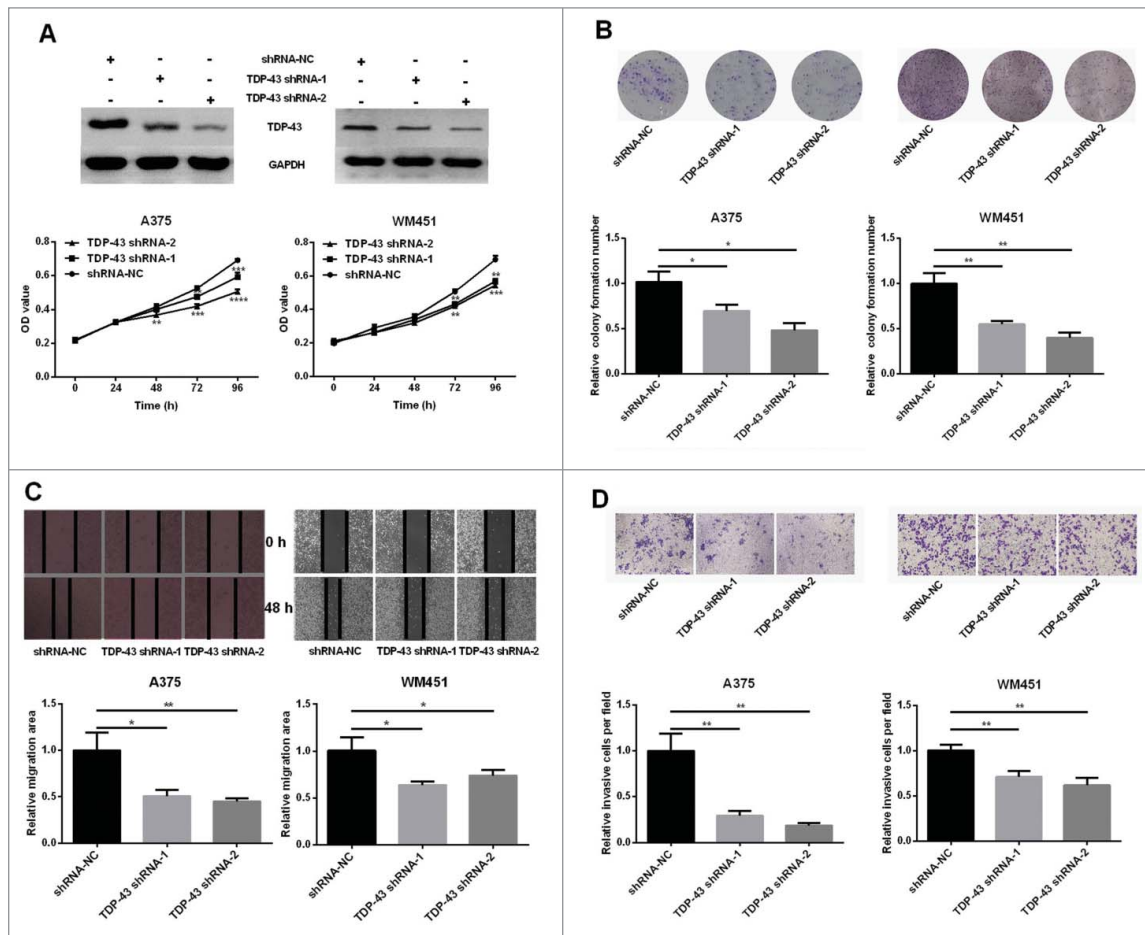 A
shRNA-NC
+ - -
+ - -
TDP-43 shRNA-1
- + -
- + -
TDP-43 shRNA-2
- - +
- - +
TDP-43
GAPDH
A375
0.8
0.6
0.4
0.2
0.0
OD value
TDP-43 shRNA-2
TDP-43 shRNA-1
shRNA-NC
**
**
***
***
****
0 24 48 72 96
Time (h)
WM451
0.8
0.6
0.4
0.2
0.0
OD value
TDP-43 shRNA-2
TDP-43 shRNA-1
shRNA-NC
**
**
**
***
0 24 48 72 96
Time (h)
B
shRNA-NC
TDP-43 shRNA-1
TDP-43 shRNA-2
shRNA-NC
TDP-43 shRNA-1
TDP-43 shRNA-2
A375
Relative colony formation number
1.5
1.0
0.5
0.0
*
*
shRNA-NC
TDP-43 shRNA-1
TDP-43 shRNA-2
WM451
Relative colony formation number
1.5
1.0
0.5
0.0
**
**
shRNA-NC
TDP-43 shRNA-1
TDP-43 shRNA-2
C
0 h
48 h
shRNA-NC TDP-43 shRNA-1 TDP-43 shRNA-2
shRNA-NC TDP-43 shRNA-1 TDP-43 shRNA-2
A375
Relative migration area
1.5
1.0
0.5
0.0
**
*
shRNA-NC
TDP-43 shRNA-1
TDP-43 shRNA-2
WM451
Relative migration area
1.5
1.0
0.5
0.0
*
*
shRNA-NC
TDP-43 shRNA-1
TDP-43 shRNA-2
D
shRNA-NC
TDP-43 shRNA-1
TDP-43 shRNA-2
shRNA-NC
TDP-43 shRNA-1
TDP-43 shRNA-2
A375
Relative invasive cells per field
1.5
1.0
0.5
0.0
**
**
shRNA-NC
TDP-43 shRNA-1
TDP-43 shRNA-2
WM451
Relative invasive cells per field
1.5
1.0
0.5
0.0
**
**
shRNA-NC
TDP-43 shRNA-1
TDP-43 shRNA-2